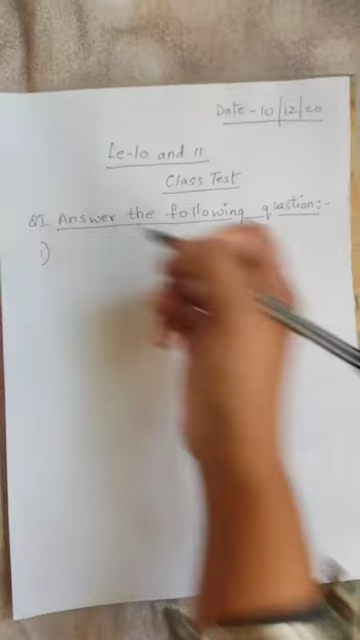 Date - 10/12/20
Le-10 and 11
Class Test
Q1 Answer the following question:-
1)